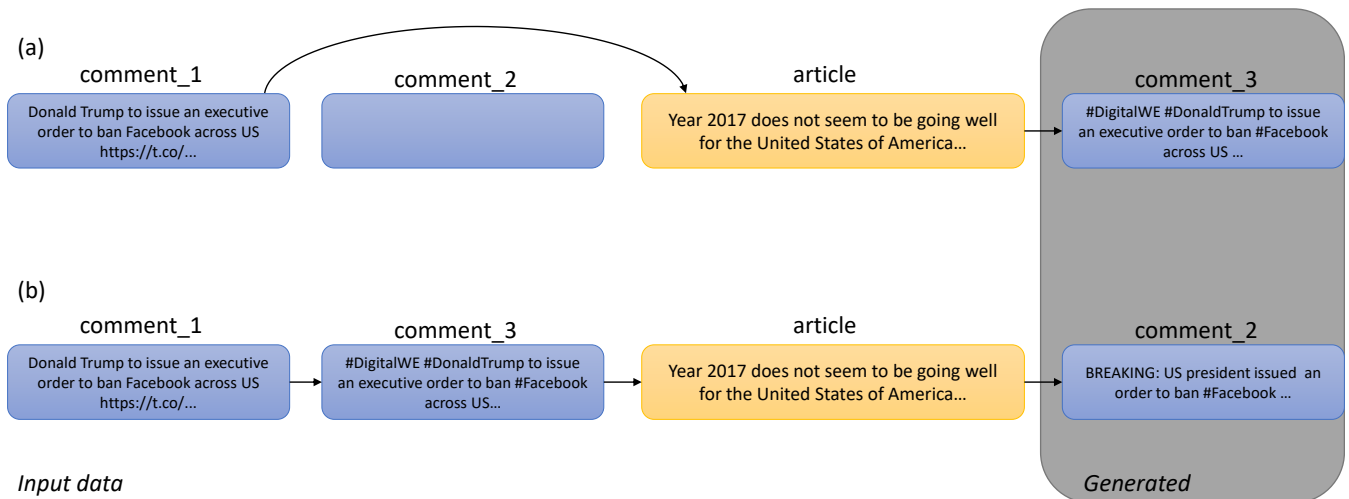 (a)
comment_1
comment_2
article
comment_3
Donald Trump to issue an executive
order to ban Facebook across US
https://t.co/...
Year 2017 does not seem to be going well
for the United States of America…
#DigitalWE #DonaldTrump to issue
an executive order to ban #Facebook
across US ...
(b)
comment_1
comment_3
article
comment_2
Donald Trump to issue an executive
order to ban Facebook across US
https://t.co/...
#DigitalWE #DonaldTrump to issue
an executive order to ban #Facebook
across US…
Year 2017 does not seem to be going well
for the United States of America…
BREAKING: US president issued  an
order to ban #Facebook ...
Input data
Generated